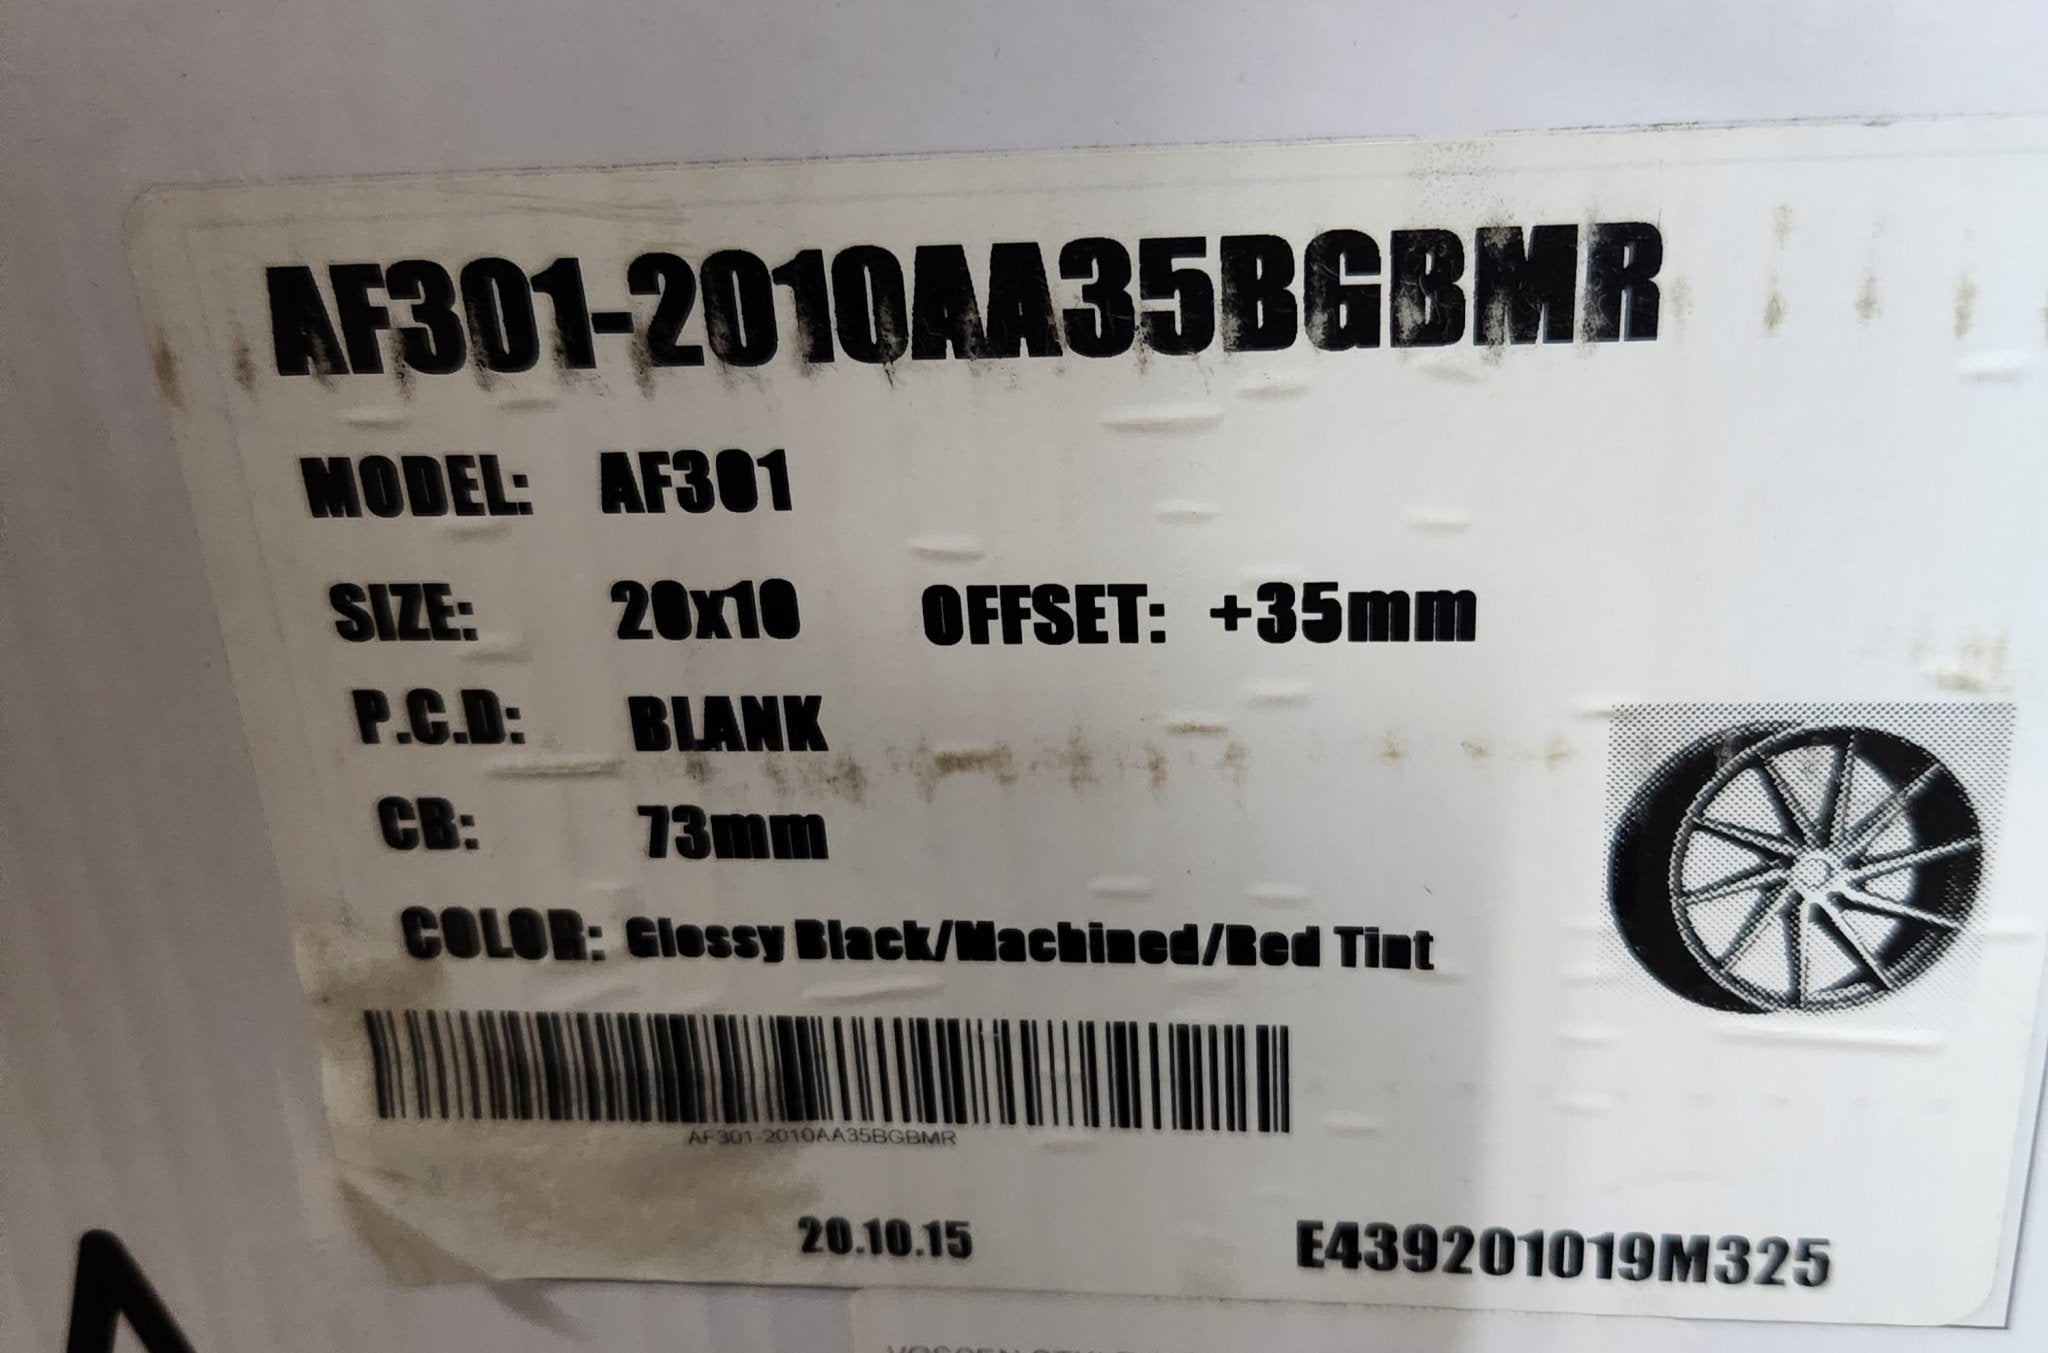 AF301-2010AA35BGBMR
MODEL: AF301
SIZE: 20x10 OFFSET: +35mm
P.C.D: BLANK
CB: 73mm
COLOR: Glossy Black/Machined/Red Tint
AF301-2010AA35BGBMR
20.10.15 E439201019M325